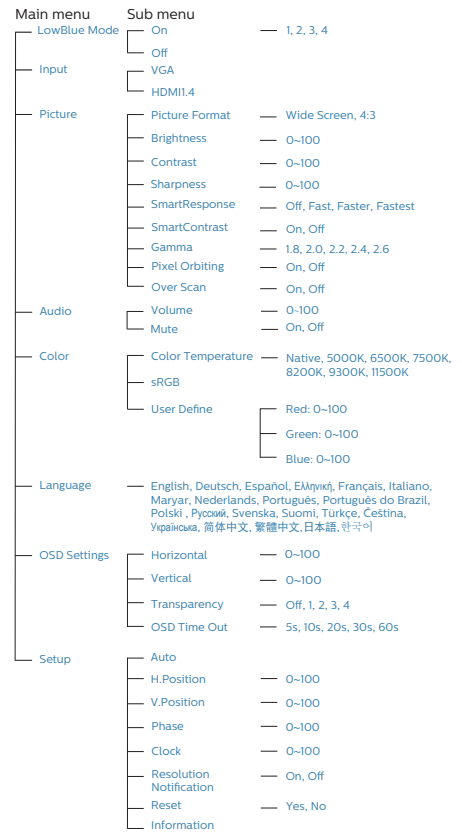 Main menu Sub menu
LowBlue Mode On 1, 2, 3, 4
Off
Input VGA
HDMI1.4
Picture Picture Format Wide Screen, 4:3
Brightness 0~100
Contrast 0~100
Sharpness 0~100
SmartResponse Off, Fast, Faster, Fastest
SmartContrast On, Off
Gamma 1.8, 2.0, 2.2, 2.4, 2.6
Pixel Orbiting On, Off
Over Scan On, Off
Audio Volume 0~100
Mute On, Off
Color Color Temperature Native, 5000K, 6500K, 7500K,
8200K, 9300K, 11500K
sRGB
User Define Red: 0~100
Green: 0~100
Blue: 0~100
Language English, Deutsch, Español, Ελληνική, Français, Italiano,
Maryar, Nederlands, Português, Português do Brazil,
Polski , Русский, Svenska, Suomi, Türkçe, Čeština,
Українська, 简体中文, 繁體中文, 日本語, 한국어
OSD Settings Horizontal 0~100
Vertical 0~100
Transparency Off, 1, 2, 3, 4
OSD Time Out 5s, 10s, 20s, 30s, 60s
Setup Auto
H.Position 0~100
V.Position 0~100
Phase 0~100
Clock 0~100
Resolution On, Off
Notification
Reset Yes, No
Information